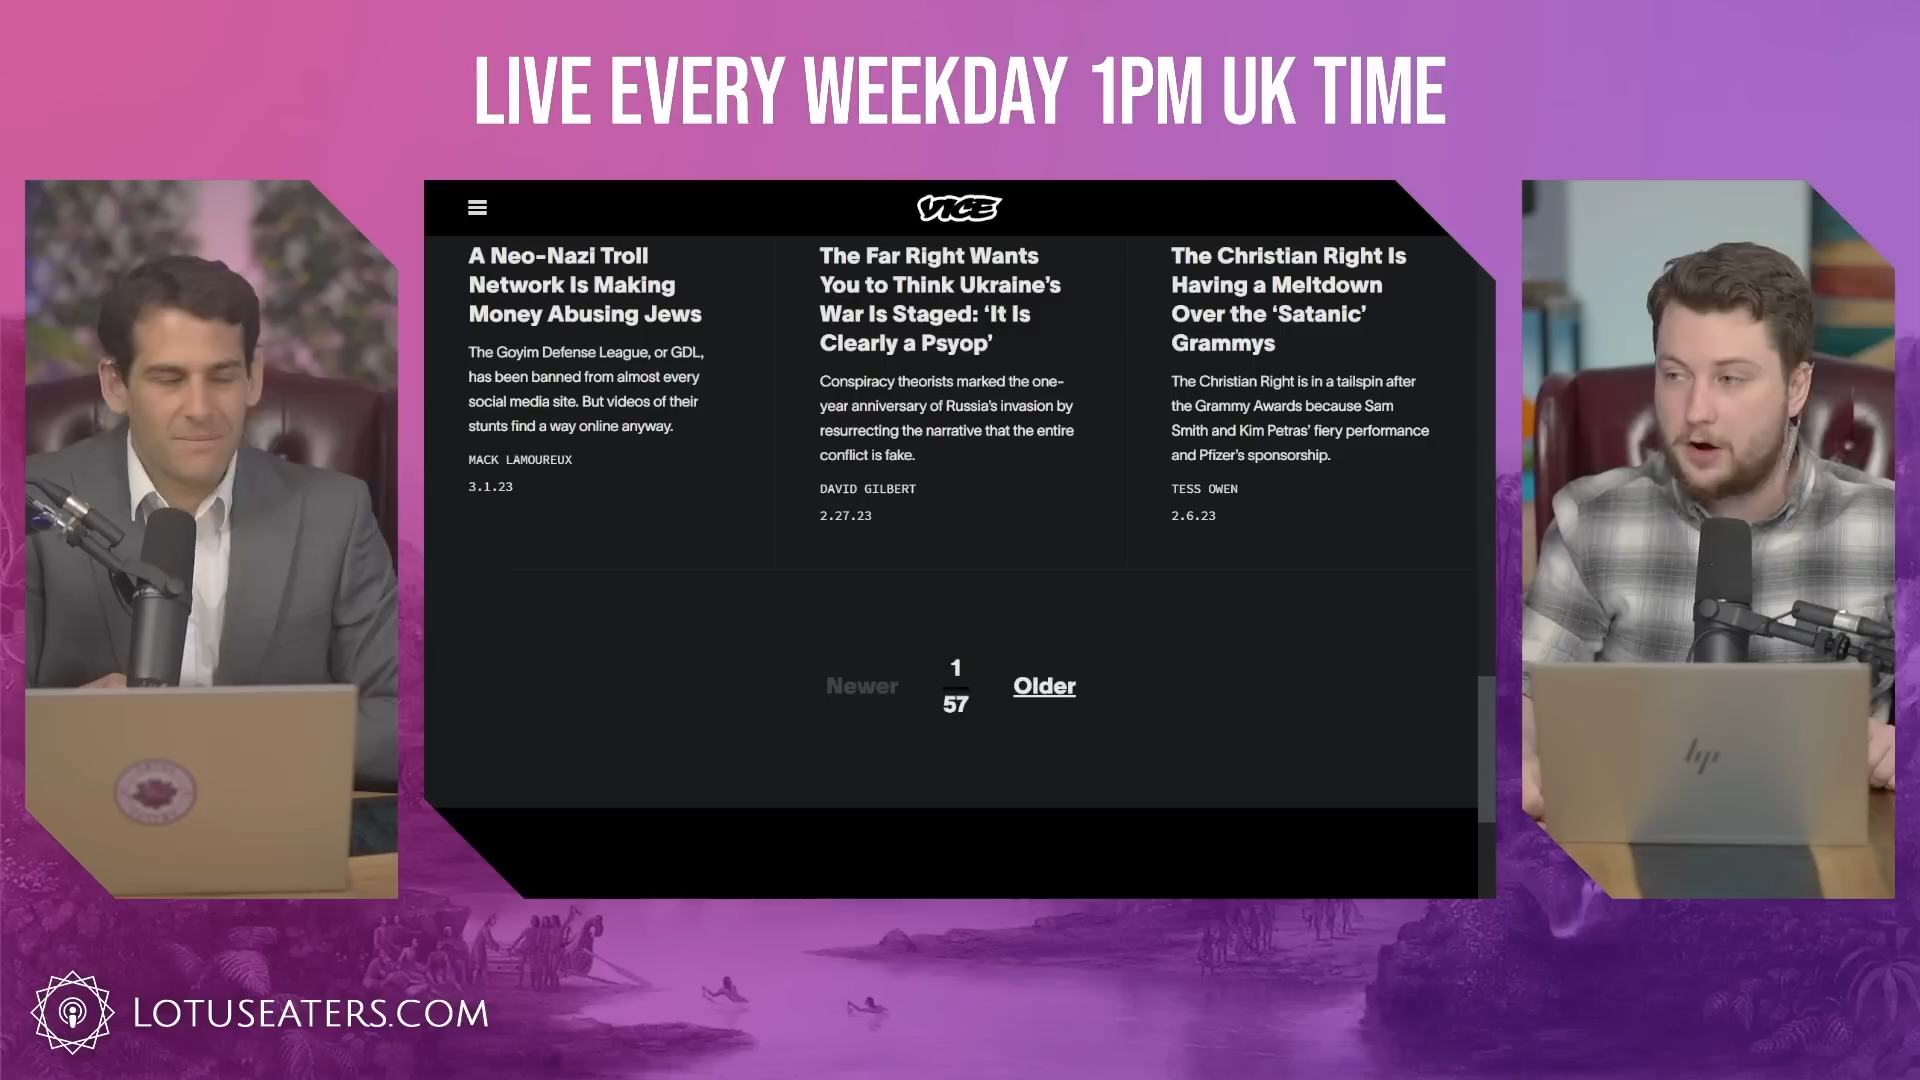 LIVE EVERY WEEKDAY 1PM UK TIME
VICE
A Neo-Nazi Troll
Network Is Making
Money Abusing Jews
The Goyim Defense League, or GDL,
has been banned from almost every
social media site. But videos of their
stunts find a way online anyway.
MACK LAMOUREUX
3.1.23
The Far Right Wants
You to Think Ukraine’s
War Is Staged: ‘It Is
Clearly a Psyop’
Conspiracy theorists marked the one-
year anniversary of Russia’s invasion by
resurrecting the narrative that the entire
conflict is fake.
DAVID GILBERT
2.27.23
The Christian Right Is
Having a Meltdown
Over the ‘Satanic’
Grammys
The Christian Right is in a tailspin after
the Grammy Awards because Sam
Smith and Kim Petras’ fiery performance
and Pfizer’s sponsorship.
TESS OWEN
2.6.23
Newer
1
57
Older
hp
LOTUSEATERS.COM